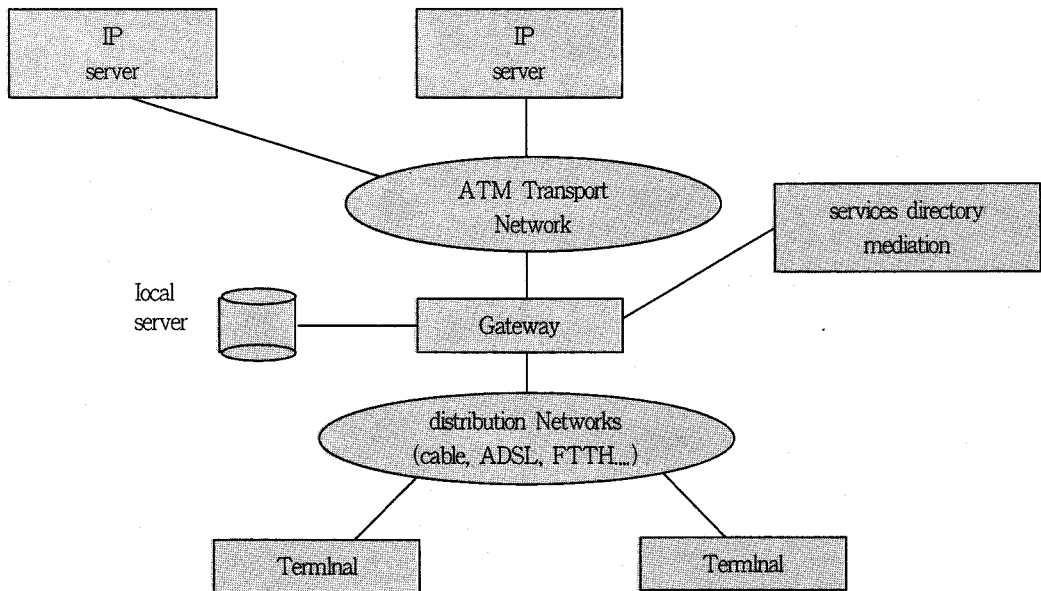 IP
server
IP
server
ATM Transport
Network
services directory
mediation
local
server
Gateway
distribution Networks
(cable, ADSL, FTTH....)
Terminal
Terminal